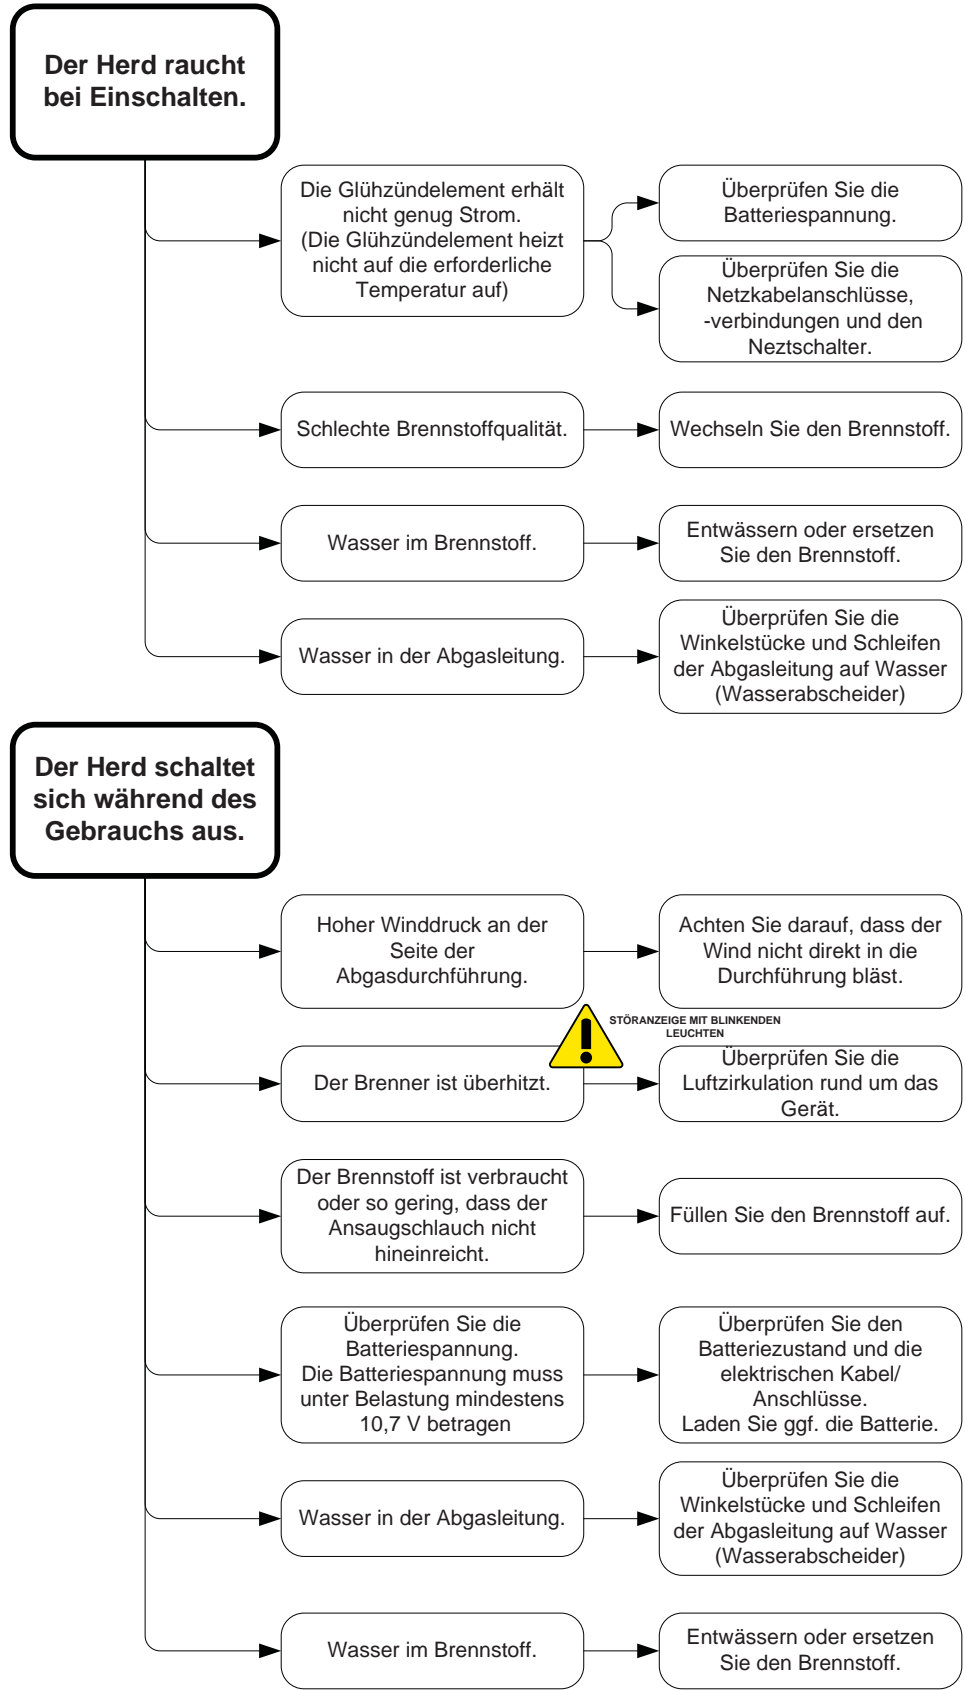 Der Herd raucht
bei Einschalten.
Die Glühzündelement erhält
nicht genug Strom.
(Die Glühzündelement heizt
nicht auf die erforderliche
Temperatur auf)
Überprüfen Sie die
Batteriespannung.
Überprüfen Sie die
Netzkabelanschlüsse,
-verbindungen und den
Neztschalter.
Schlechte Brennstoffqualität.
Wechseln Sie den Brennstoff.
Wasser im Brennstoff.
Entwässern oder ersetzen
Sie den Brennstoff.
Wasser in der Abgasleitung.
Überprüfen Sie die
Winkelstücke und Schleifen
der Abgasleitung auf Wasser
(Wasserabscheider)
Der Herd schaltet
sich während des
Gebrauchs aus.
Hoher Winddruck an der
Seite der
Abgasdurchführung.
Achten Sie darauf, dass der
Wind nicht direkt in die
Durchführung bläst.
STÖRANZEIGE MIT BLINKENDEN
LEUCHTEN
Der Brenner ist überhitzt.
Überprüfen Sie die
Luftzirkulation rund um das
Gerät.
Der Brennstoff ist verbraucht
oder so gering, dass der
Ansaugschlauch nicht
hineinreicht.
Füllen Sie den Brennstoff auf.
Überprüfen Sie die
Batteriespannung.
Die Batteriespannung muss
unter Belastung mindestens
10,7 V betragen
Überprüfen Sie den
Batteriezustand und die
elektrischen Kabel/
Anschlüsse.
Laden Sie ggf. die Batterie.
Wasser in der Abgasleitung.
Überprüfen Sie die
Winkelstücke und Schleifen
der Abgasleitung auf Wasser
(Wasserabscheider)
Wasser im Brennstoff.
Entwässern oder ersetzen
Sie den Brennstoff.